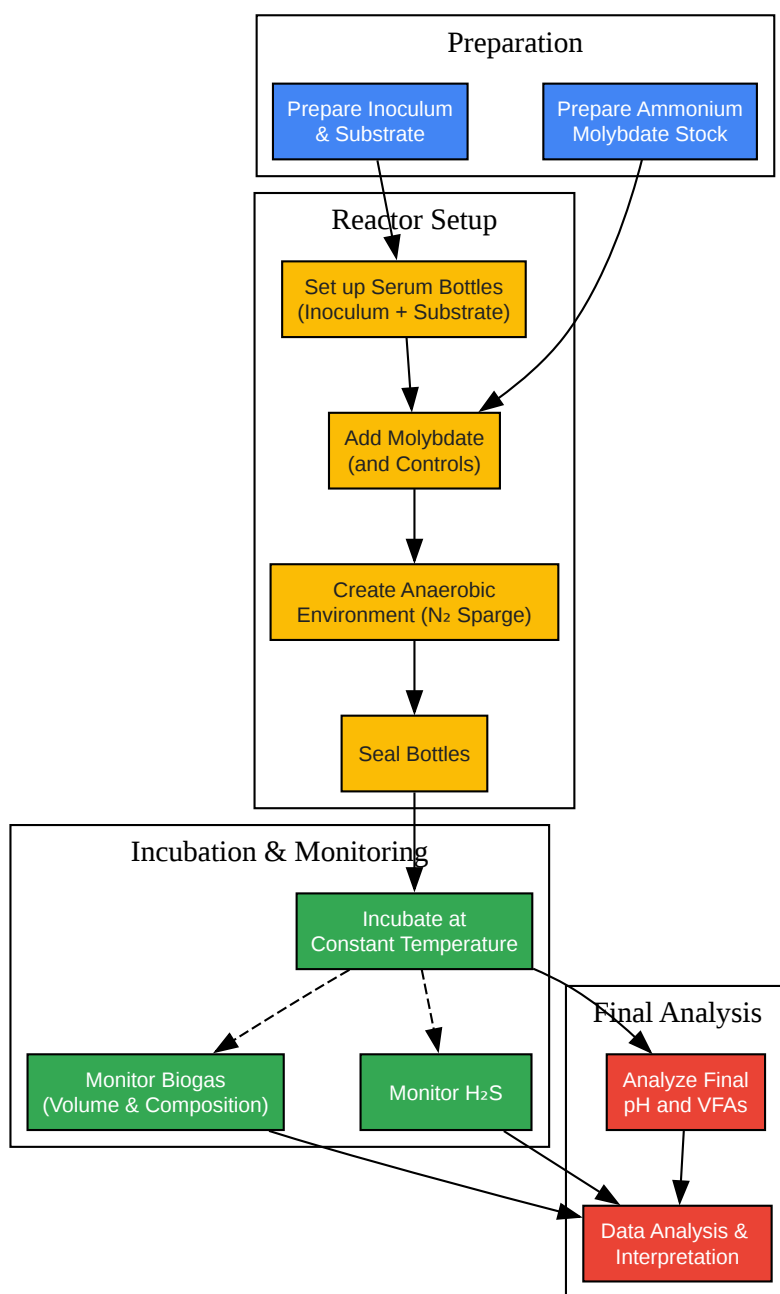 Preparation
Prepare Inoculum
& Substrate
Prepare Ammonium
Molybdate Stock
Reactor Setup
Set up Serum Bottles
(Inoculum + Substrate)
Add Molybdate
(and Controls)
Create Anaerobic
Environment (N₂ Sparge)
Seal Bottles
Incubation & Monitoring
Incubate at
Constant Temperature
Final Analysis
Monitor Biogas
(Volume & Composition)
Monitor H₂S
Analyze Final
pH and VFAs
Data Analysis &
Interpretation